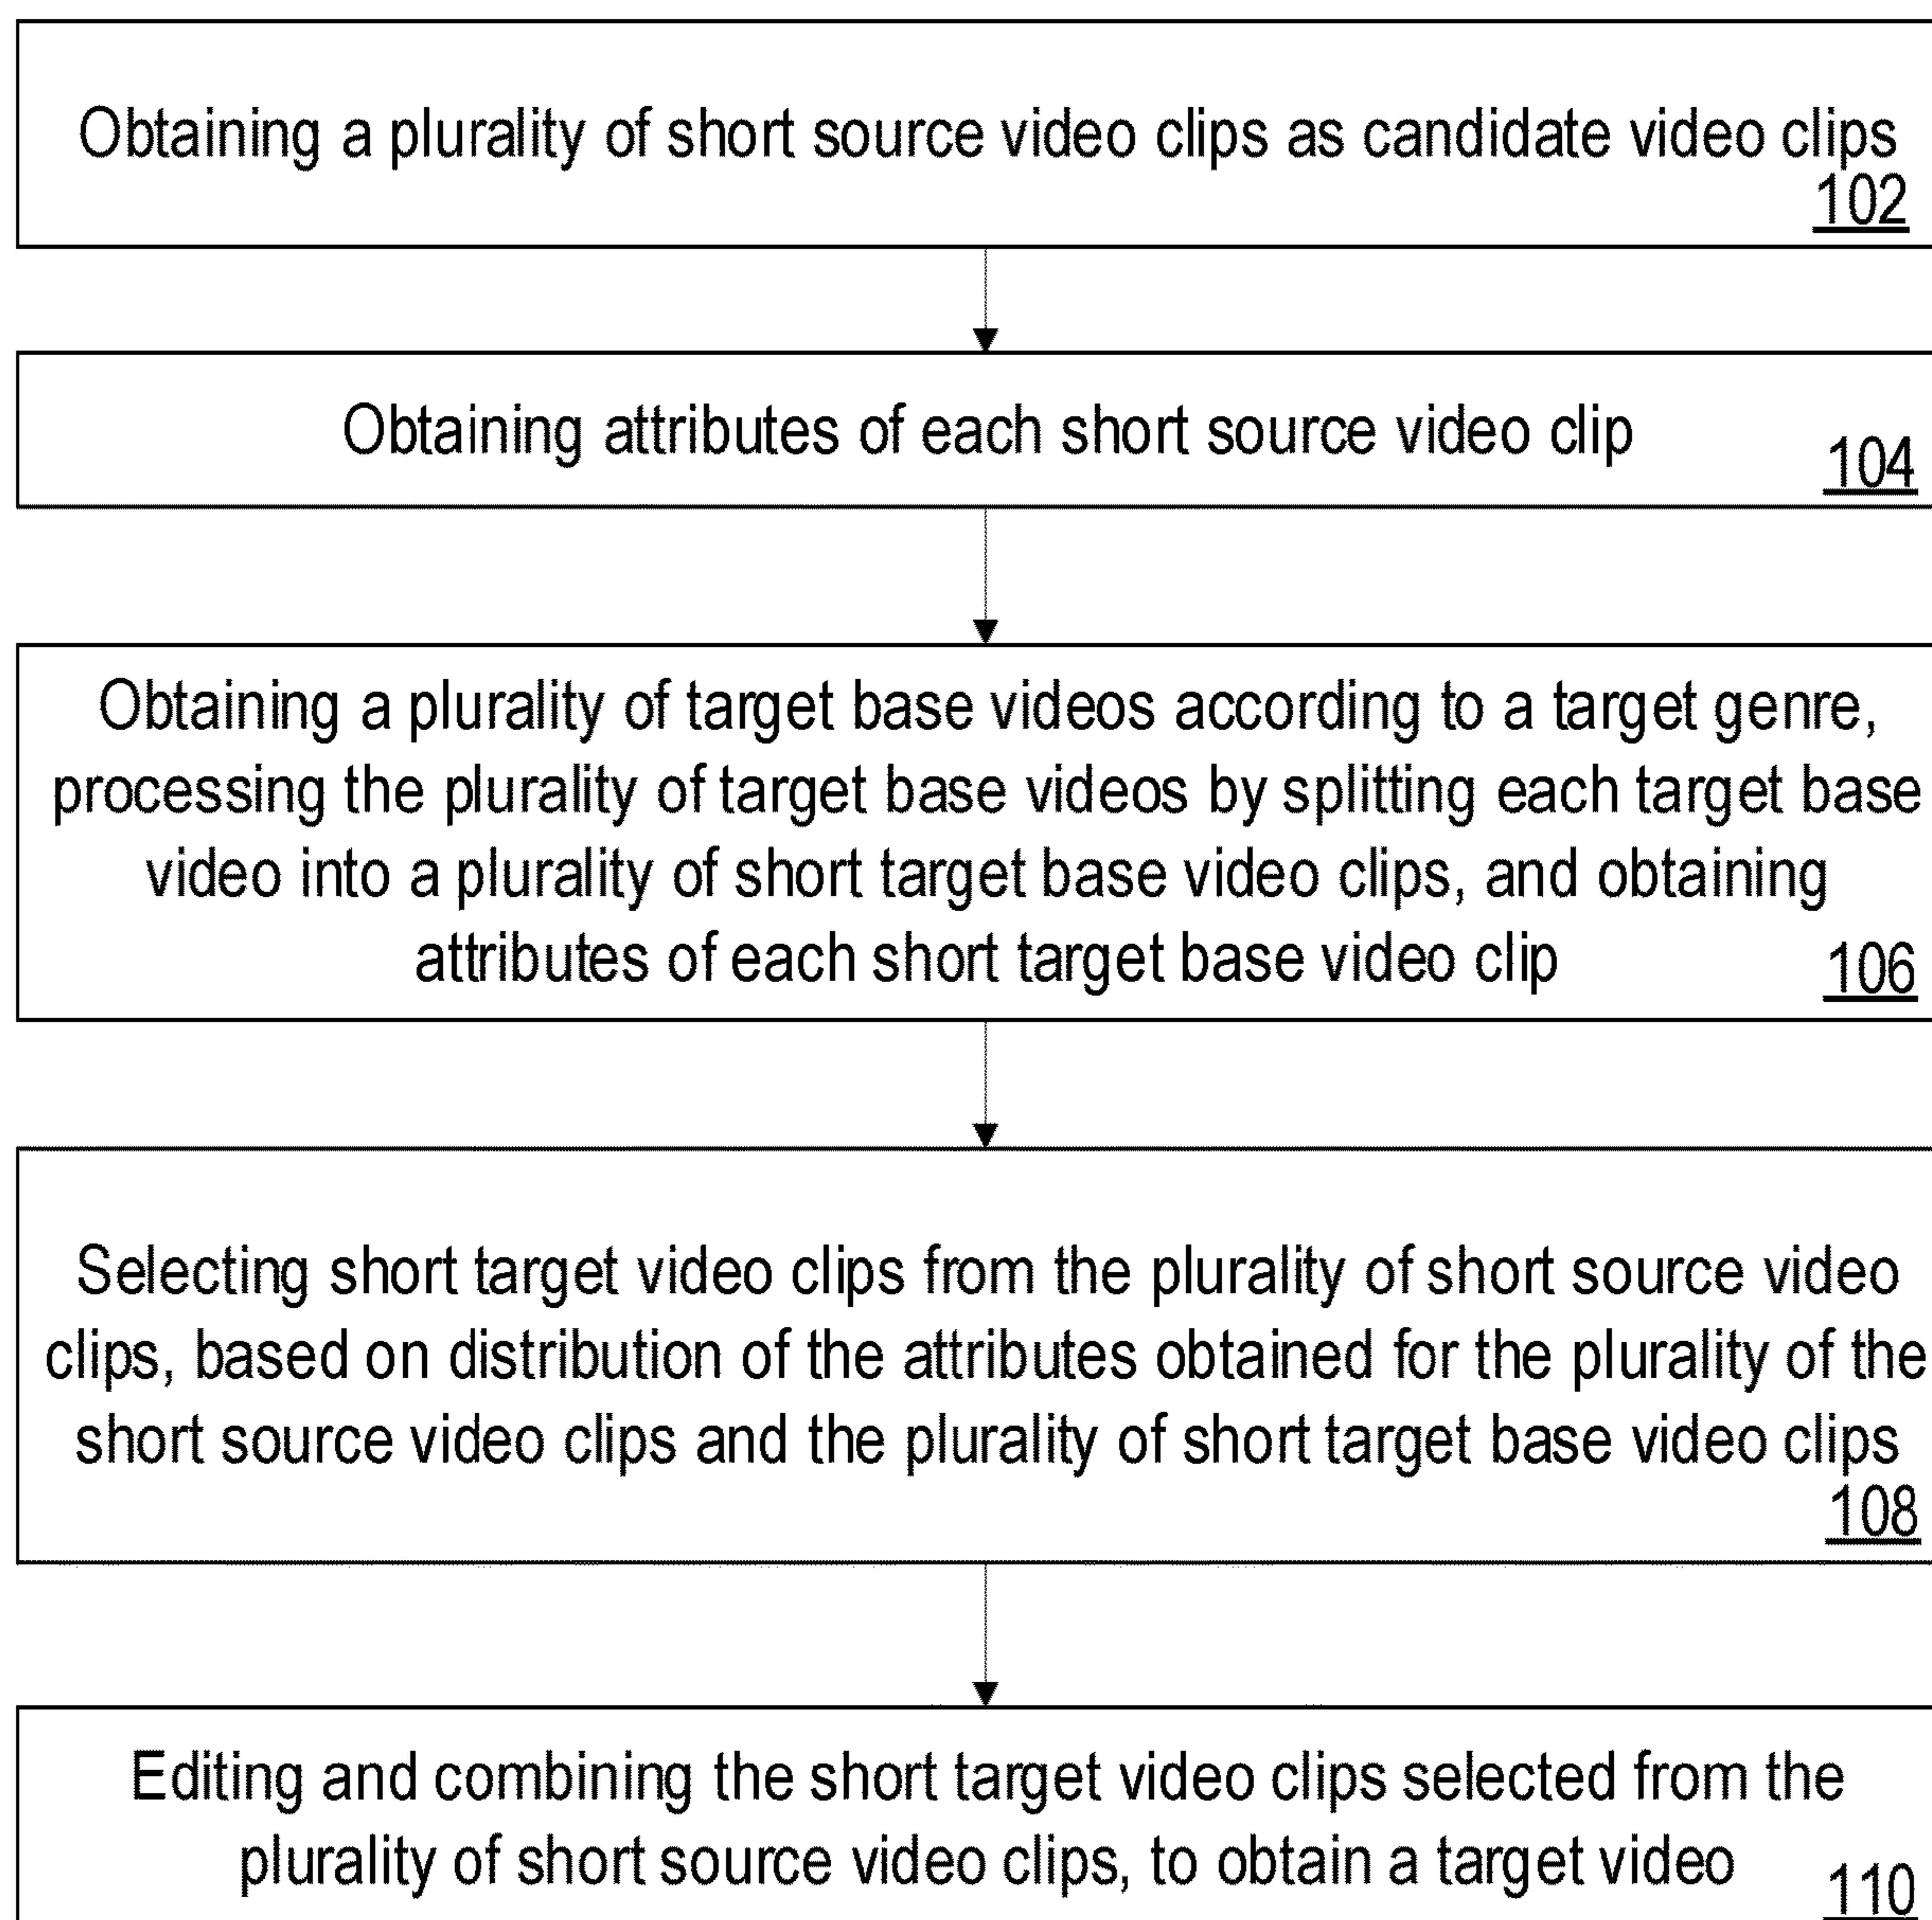 Obtaining a plurality of short source video clips as candidate video clips
102
Obtaining attributes of each short source video clip
104
Obtaining a plurality of target base videos according to a target genre,
processing the plurality of target base videos by splitting each target base
video into a plurality of short target base video clips, and obtaining
attributes of each short target base video clip
106
Selecting short target video clips from the plurality of short source video
clips, based on distribution of the attributes obtained for the plurality of the
short source video clips and the plurality of short target base video clips
108
Editing and combining the short target video clips selected from the
plurality of short source video clips, to obtain a target video
110